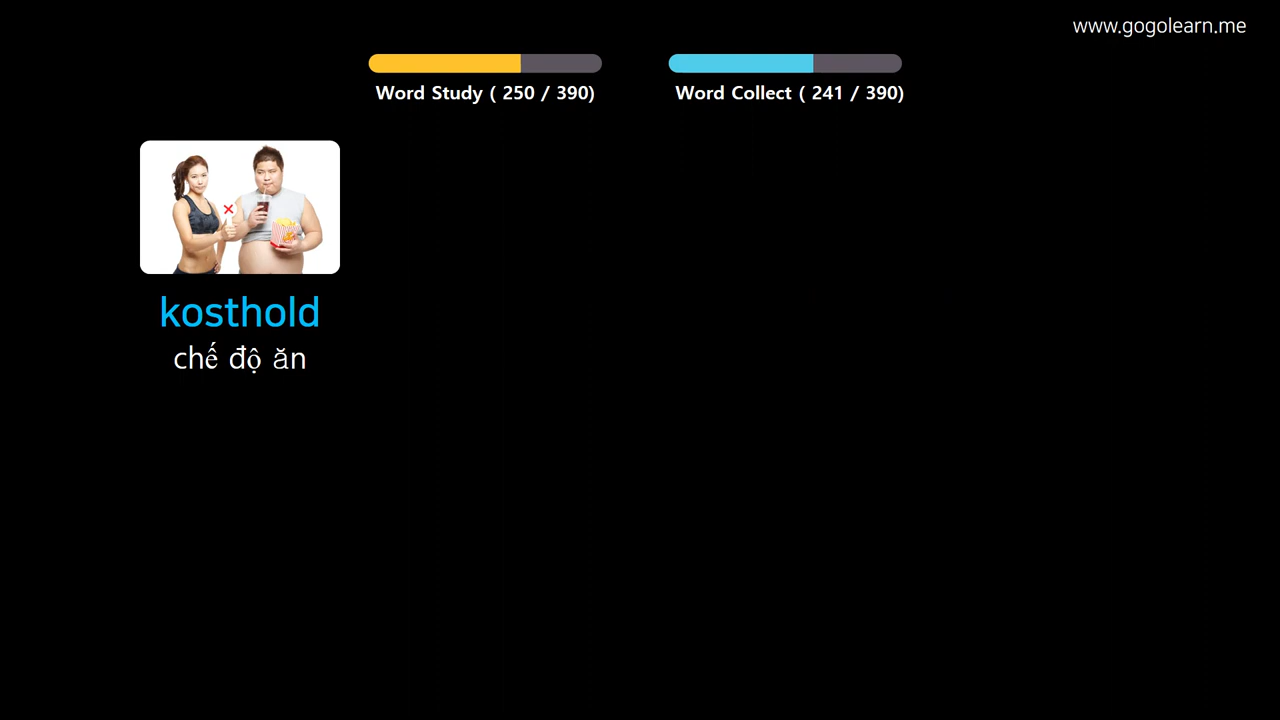 www.gogolearn.me
Word Study ( 250 / 390)
Word Collect ( 241 / 390)
kosthold
chế độ ăn